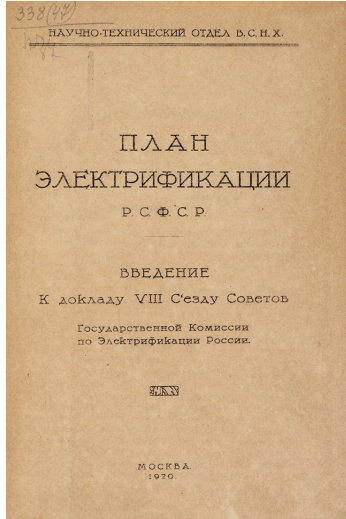 338(47)
НАУЧНО-ТЕХНИЧЕСКИЙ ОТДЕЛ В.С.Н.Х.
ПЛАН
ЭЛЕКТРИФИКАЦИИ
Р. С. Ф. С. Р.
ВВЕДЕНИЕ
К докладу VIII С'езду Советов
Государственной Комиссии
по Электрификации России.
МОСКВА.
1920.